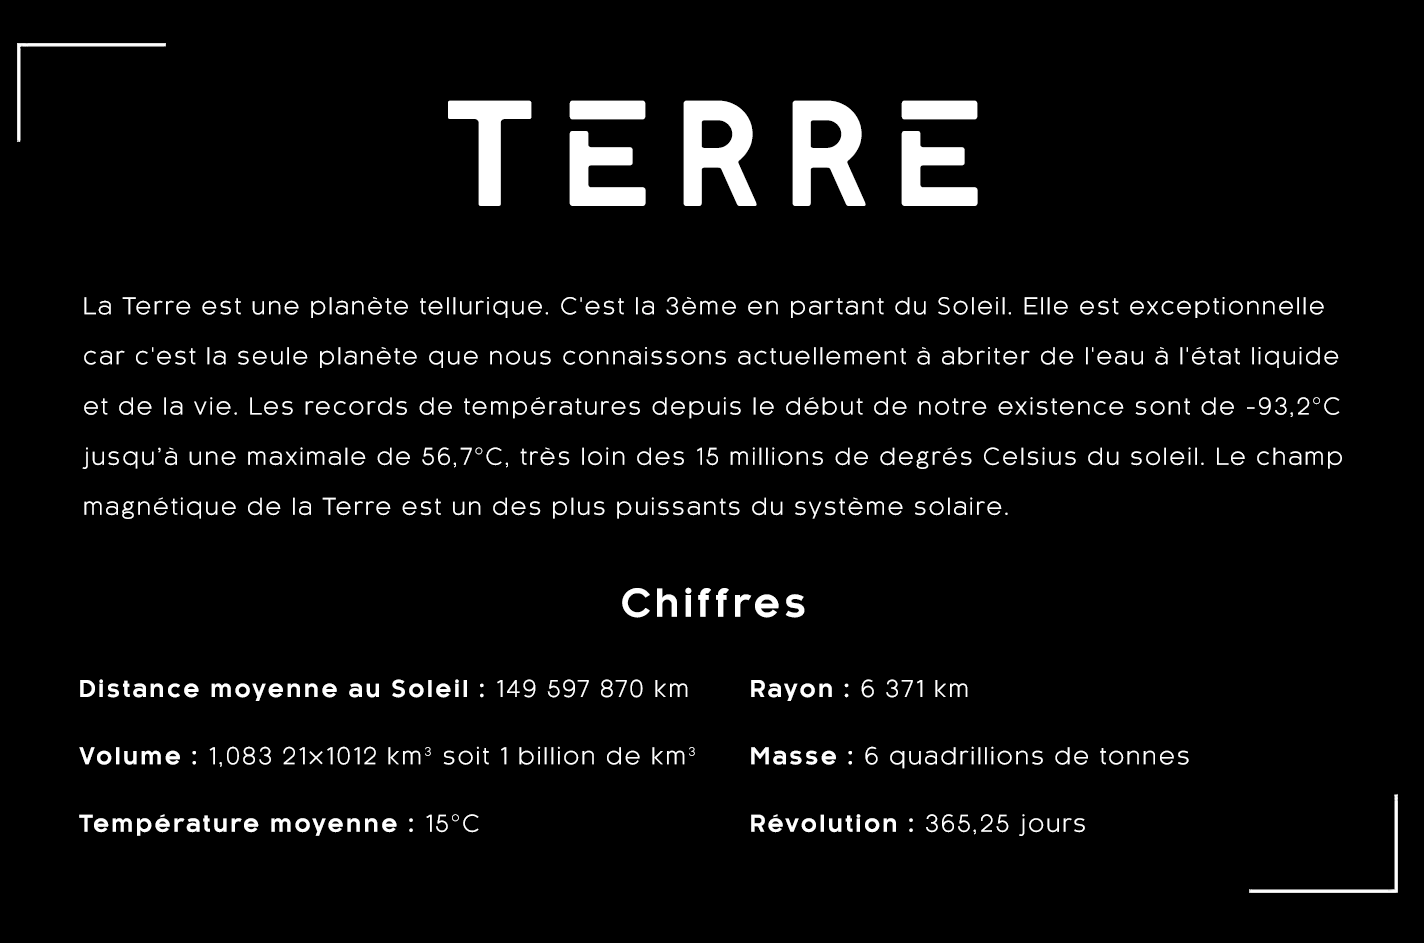 TERRE
La Terre est une planète tellurique. C'est la 3ème en partant du Soleil. Elle est exceptionnelle
car c'est la seule planète que nous connaissons actuellement à abriter de l'eau à l'état liquide
et de la vie. Les records de températures depuis le début de notre existence sont de -93,2°C
jusqu’à une maximale de 56,7°C, très loin des 15 millions de degrés Celsius du soleil. Le champ
magnétique de la Terre est un des plus puissants du système solaire.
Chiffres
Distance moyenne au Soleil : 149 597 870 km
Volume : 1,083 21×1012 km³ soit 1 billion de km³
Température moyenne : 15°C
Rayon : 6 371 km
Masse : 6 quadrillions de tonnes
Révolution : 365,25 jours